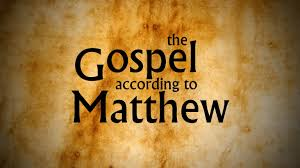 the
Gospel
according to
Matthew